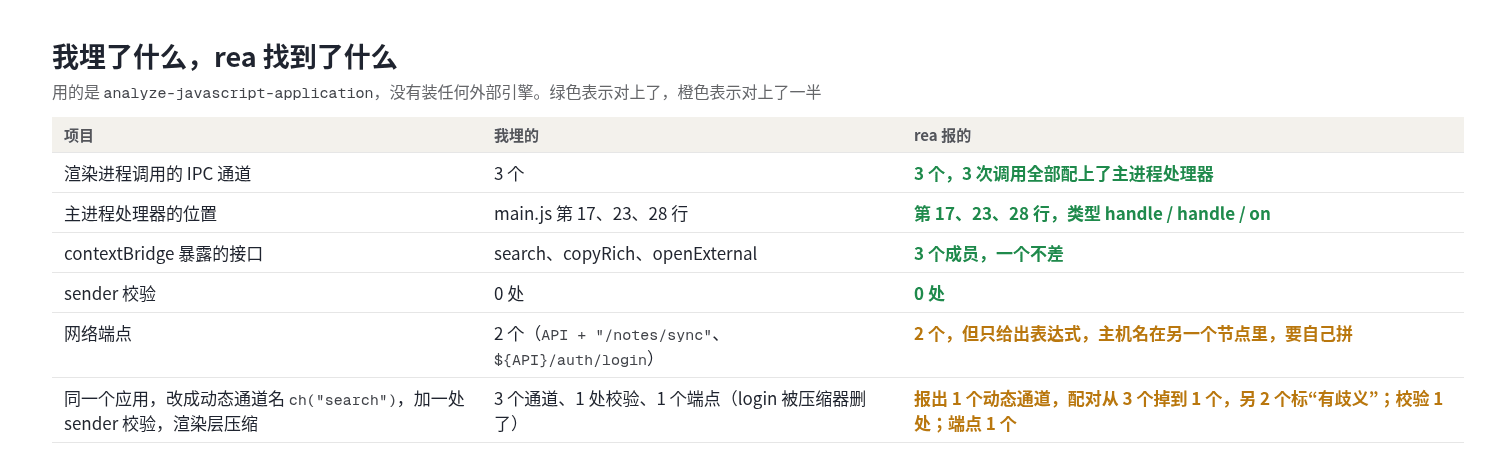 我埋了什么，rea 找到了什么
用的是 analyze-javascript-application，没有装任何外部引擎。绿色表示对上了，橙色表示对上了一半
项目 我埋的 rea 报的
渲染进程调用的 IPC 通道 3 个 3 个，3 次调用全部配上了主进程处理器
主进程处理器的位置 main.js 第 17、23、28 行 第 17、23、28 行，类型 handle / handle / on
contextBridge 暴露的接口 search、copyRich、openExternal 3 个成员，一个不差
sender 校验 0 处 0 处
网络端点 2 个（API + "/notes/sync"、 2 个，但只给出表达式，主机名在另一个节点里，要自己拼
${API}/auth/login）
同一个应用，改成动态通道名 ch("search")，加一处 3 个通道、1 处校验、1 个端点（login 被压缩器删 报出 1 个动态通道，配对从 3 个掉到 1 个，另 2 个标“有歧义”；校验 1
sender 校验，渲染层压缩 了） 处；端点 1 个